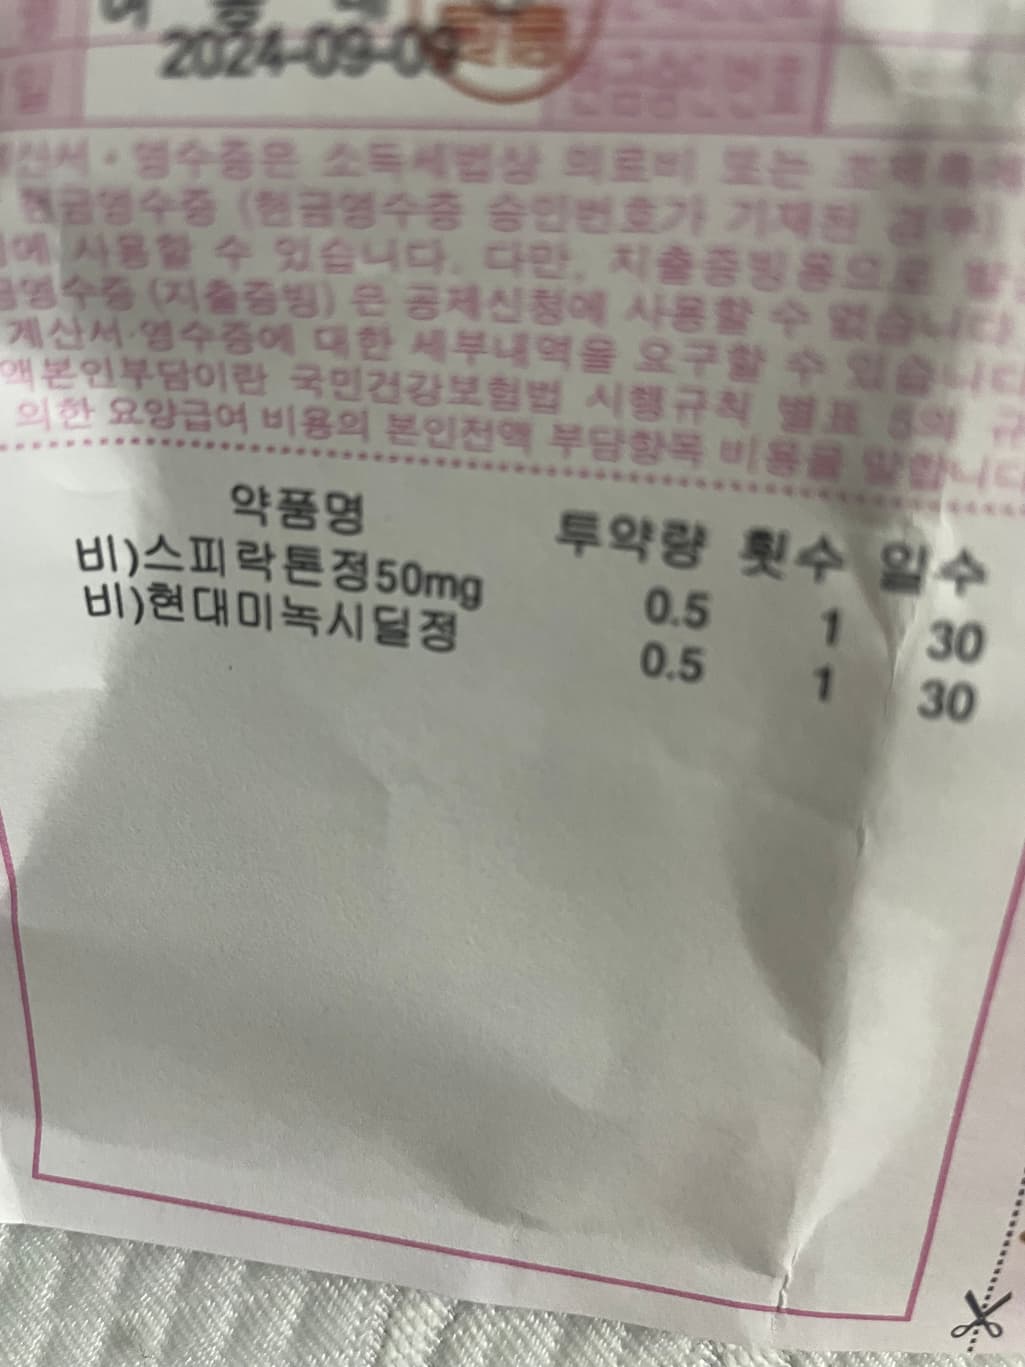 2024-09-09
일
산서·영수증은 소득세법상 의료비 또는
현금영수증 (현금영수증 승인번호가 기재된 경우)
에 사용할 수 있습니다. 다만, 지출증빙용으로
영수증(지출증빙)은 공제신청에 사용할 수 없습니다.
계산서·영수증에 대한 세부내역을 요구할 수 있습니다
액본인부담이란 국민건강보험법 시행규칙 별표 5의 규
의한 요양급여 비용의 본인전액 부담항목 비용을 말합니다
약품명 투약량 횟수 일수
비)스피락톤정50mg 0.5 1 30
비)현대미녹시딜정 0.5 1 30